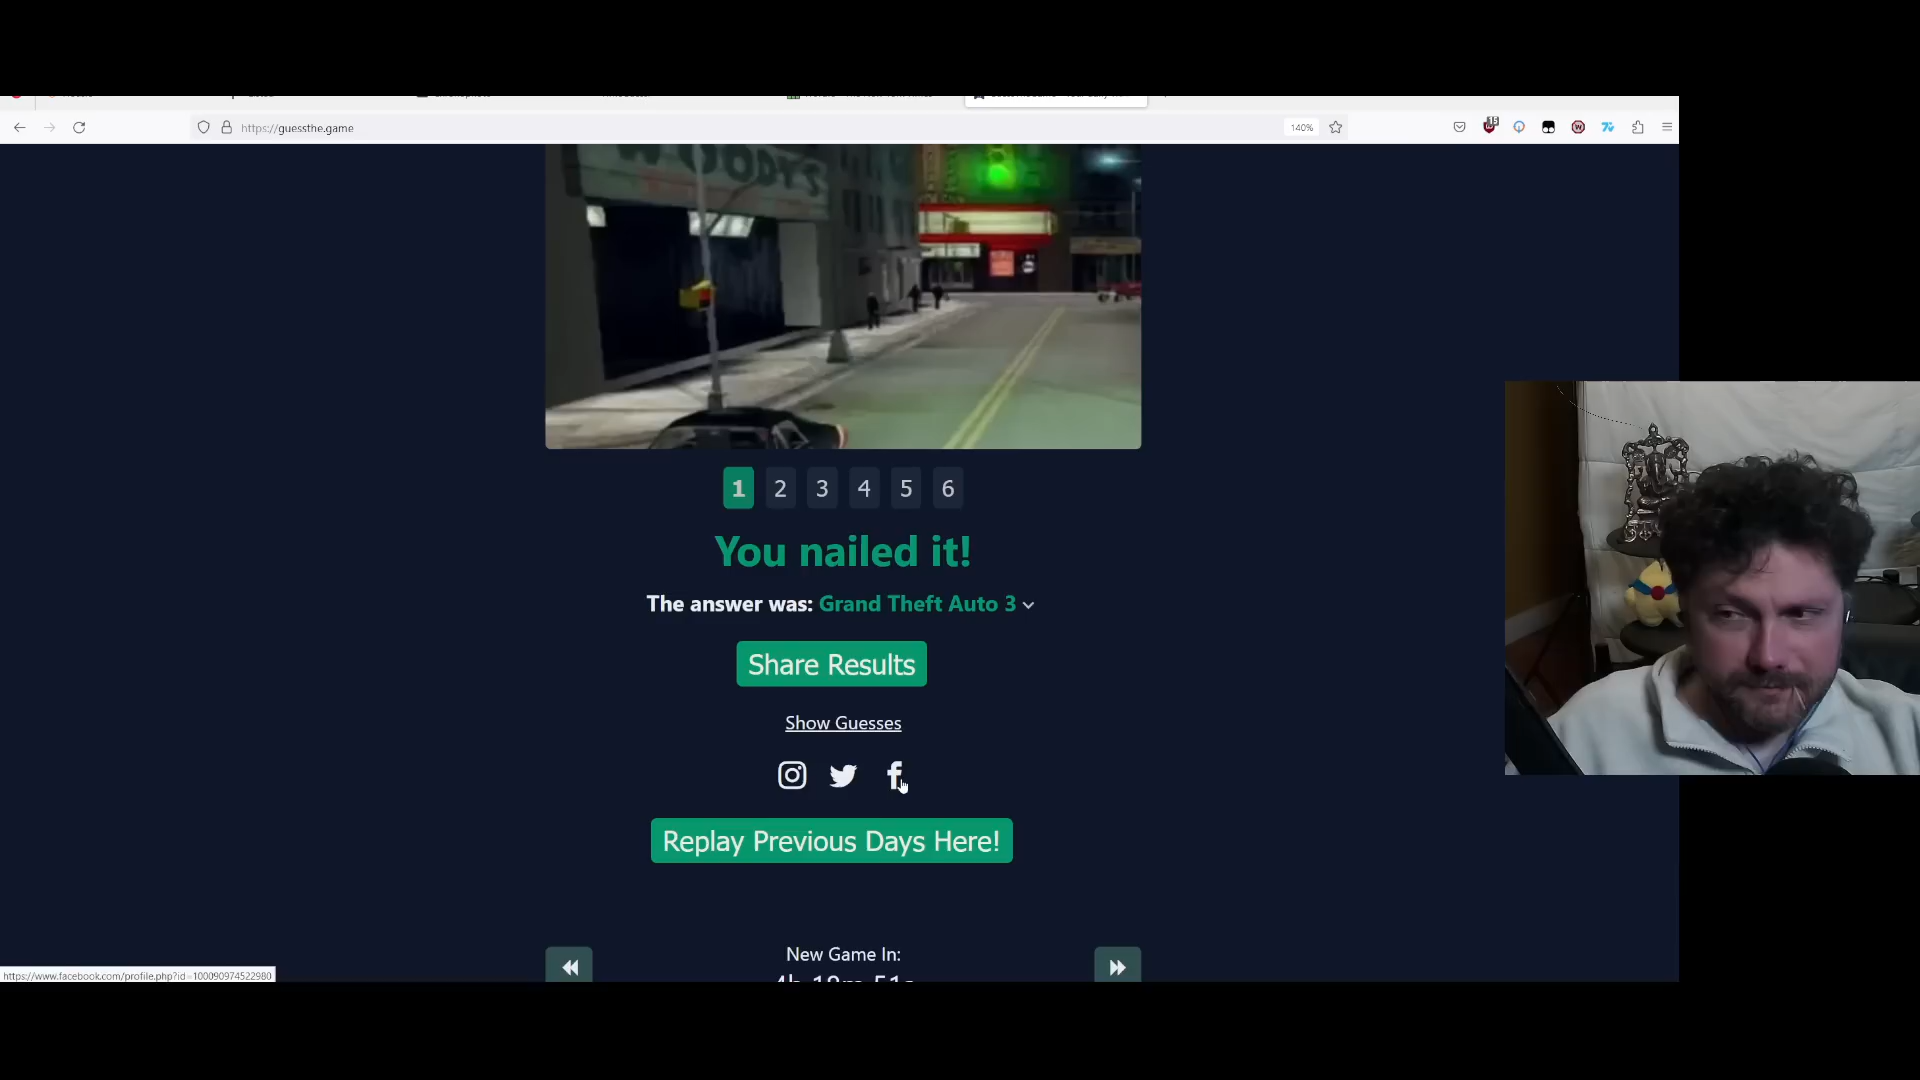 https://guessthe.game
140%
15
1
2
3
4
5
6
You nailed it!
The answer was: Grand Theft Auto 3
Share Results
Show Guesses
Replay Previous Days Here!
New Game In:
https://www.facebook.com/profile.php?id=100090974522980